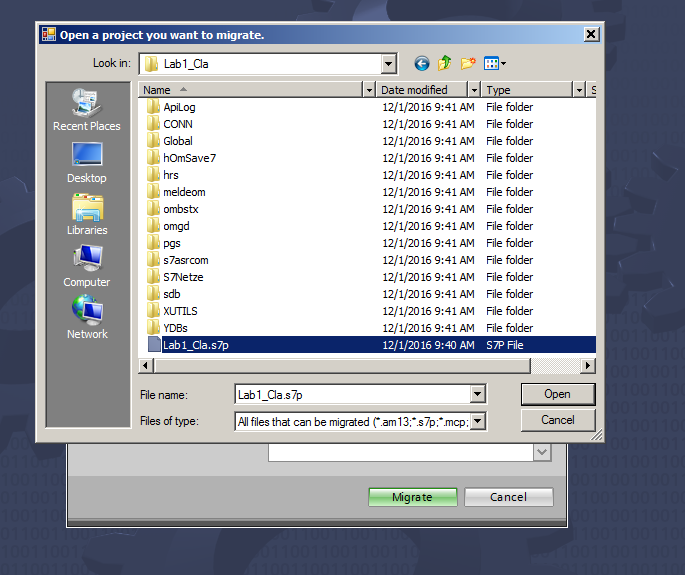 Open a project you want to migrate.
Look in: Lab1_Cla
Name Date modified Type S
ApiLog 12/1/2016 9:41 AM File folder
CONN 12/1/2016 9:41 AM File folder
Global 12/1/2016 9:41 AM File folder
hOmSave7 12/1/2016 9:41 AM File folder
hrs 12/1/2016 9:41 AM File folder
meldeom 12/1/2016 9:41 AM File folder
ombstx 12/1/2016 9:41 AM File folder
omgd 12/1/2016 9:41 AM File folder
pgs 12/1/2016 9:41 AM File folder
s7asrcom 12/1/2016 9:41 AM File folder
S7Netze 12/1/2016 9:41 AM File folder
sdb 12/1/2016 9:41 AM File folder
XUTILS 12/1/2016 9:41 AM File folder
YDBs 12/1/2016 9:41 AM File folder
Lab1_Cla.s7p 12/1/2016 9:40 AM S7P File
Recent Places
Desktop
Libraries
Computer
Network
File name: Lab1_Cla.s7p Open
Files of type: All files that can be migrated (*.am13;*.s7p;*.mcp; Cancel
Migrate Cancel